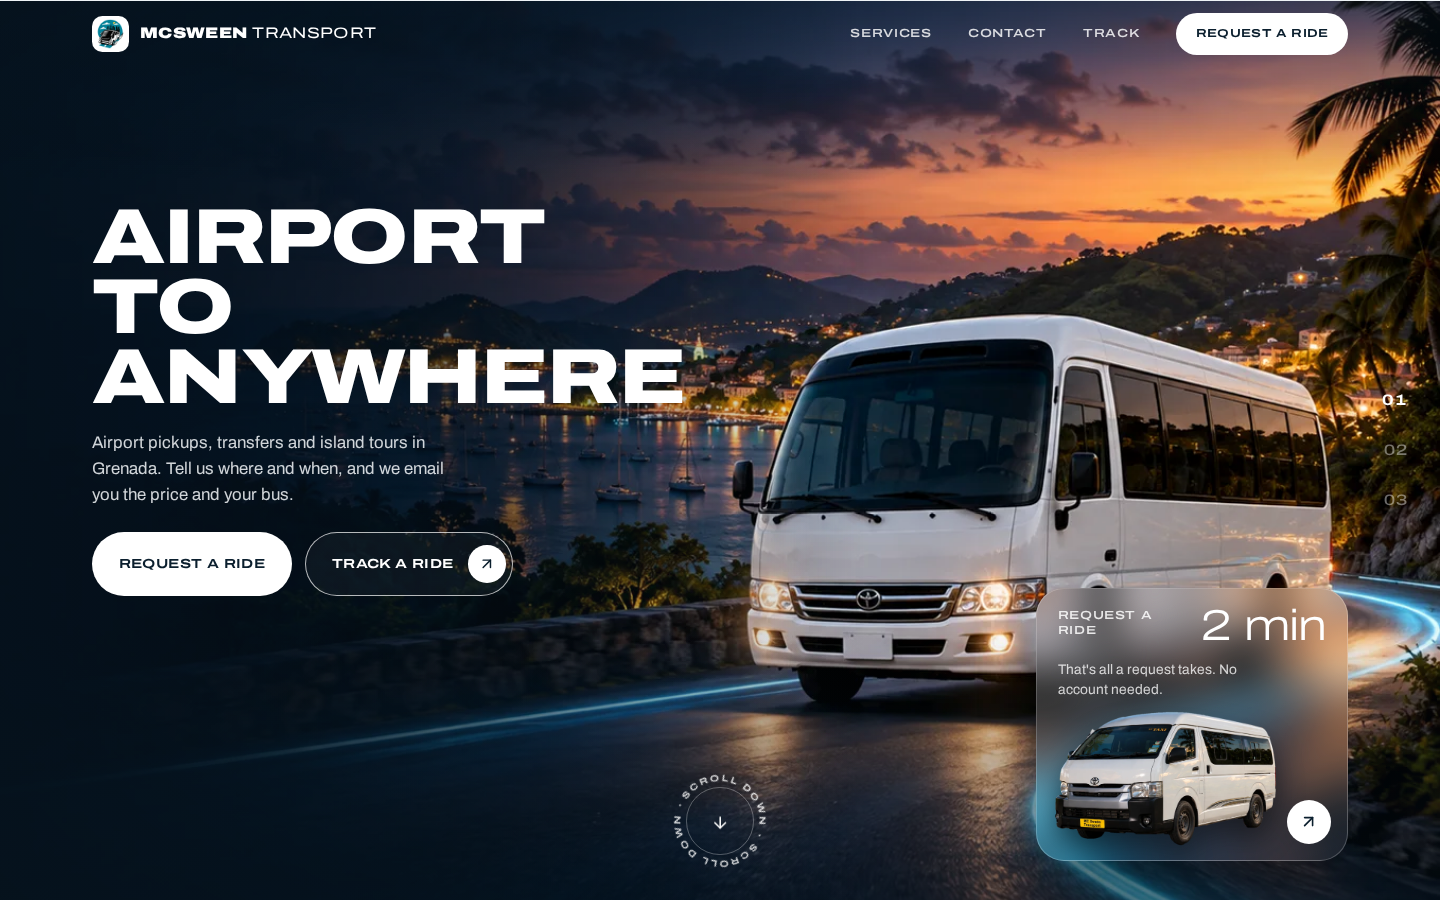 MCSWEEN TRANSPORT
SERVICES
CONTACT
TRACK
REQUEST A RIDE
AIRPORT
TO
ANYWHERE
Airport pickups, transfers and island tours in
Grenada. Tell us where and when, and we email
you the price and your bus.
REQUEST A RIDE
TRACK A RIDE
01
02
03
REQUEST A
RIDE
2 min
That's all a request takes. No
account needed.
SCROLL DOWN · SCROLL DOWN ·